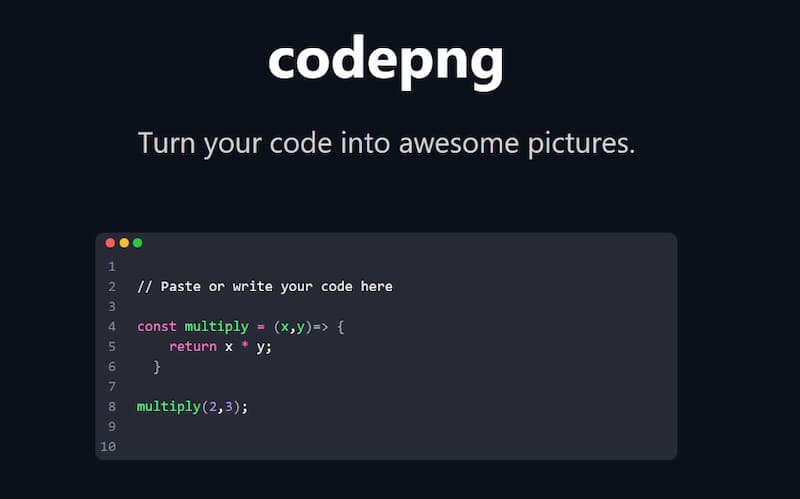 codepng
Turn your code into awesome pictures.
1
2 // Paste or write your code here
3
4 const multiply = (x,y)=> {
5     return x * y;
6   }
7
8 multiply(2,3);
9
10